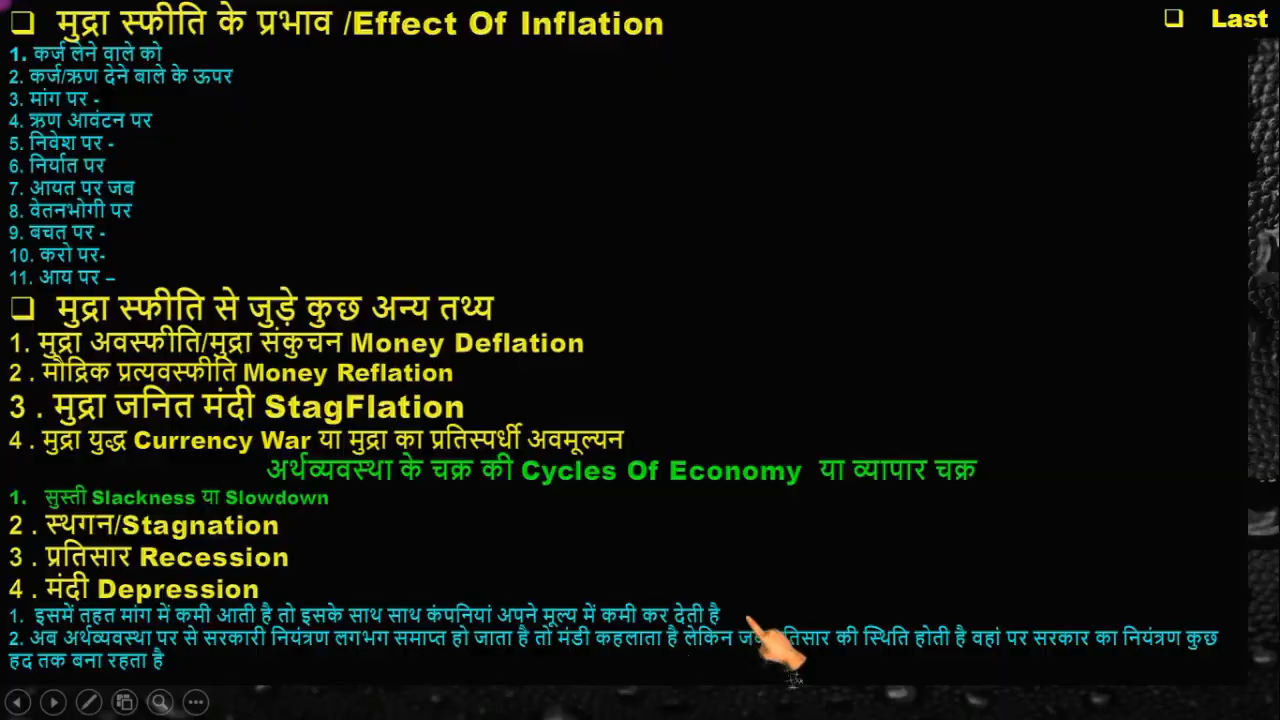 ❑ मुद्रा स्फीति के प्रभाव /Effect Of Inflation
❑ Last
1. कर्ज लेने वाले को
2. कर्ज/ऋण देने बाले के ऊपर
3. मांग पर -
4. ऋण आवंटन पर
5. निवेश पर -
6. निर्यात पर
7. आयत पर जब
8. वेतनभोगी पर
9. बचत पर -
10. करो पर-
11. आय पर –
❑ मुद्रा स्फीति से जुड़े कुछ अन्य तथ्य
1. मुद्रा अवस्फीति/मुद्रा संकुचन Money Deflation
2 . मौद्रिक प्रत्यवस्फीति Money Reflation
3 . मुद्रा जनित मंदी StagFlation
4 . मुद्रा युद्ध Currency War या मुद्रा का प्रतिस्पर्धी अवमूल्यन
अर्थव्यवस्था के चक्र की Cycles Of Economy या व्यापार चक्र
1. सुस्ती Slackness या Slowdown
2 . स्थगन/Stagnation
3 . प्रतिसार Recession
4 . मंदी Depression
1. इसमें तहत मांग में कमी आती है तो इसके साथ साथ कंपनियां अपने मूल्य में कमी कर देती है
2. अब अर्थव्यवस्था पर से सरकारी नियंत्रण लगभग समाप्त हो जाता है तो मंडी कहलाता है लेकिन की स्थिति होती है वहां पर सरकार का नियंत्रण कुछ
हद तक बना रहता है